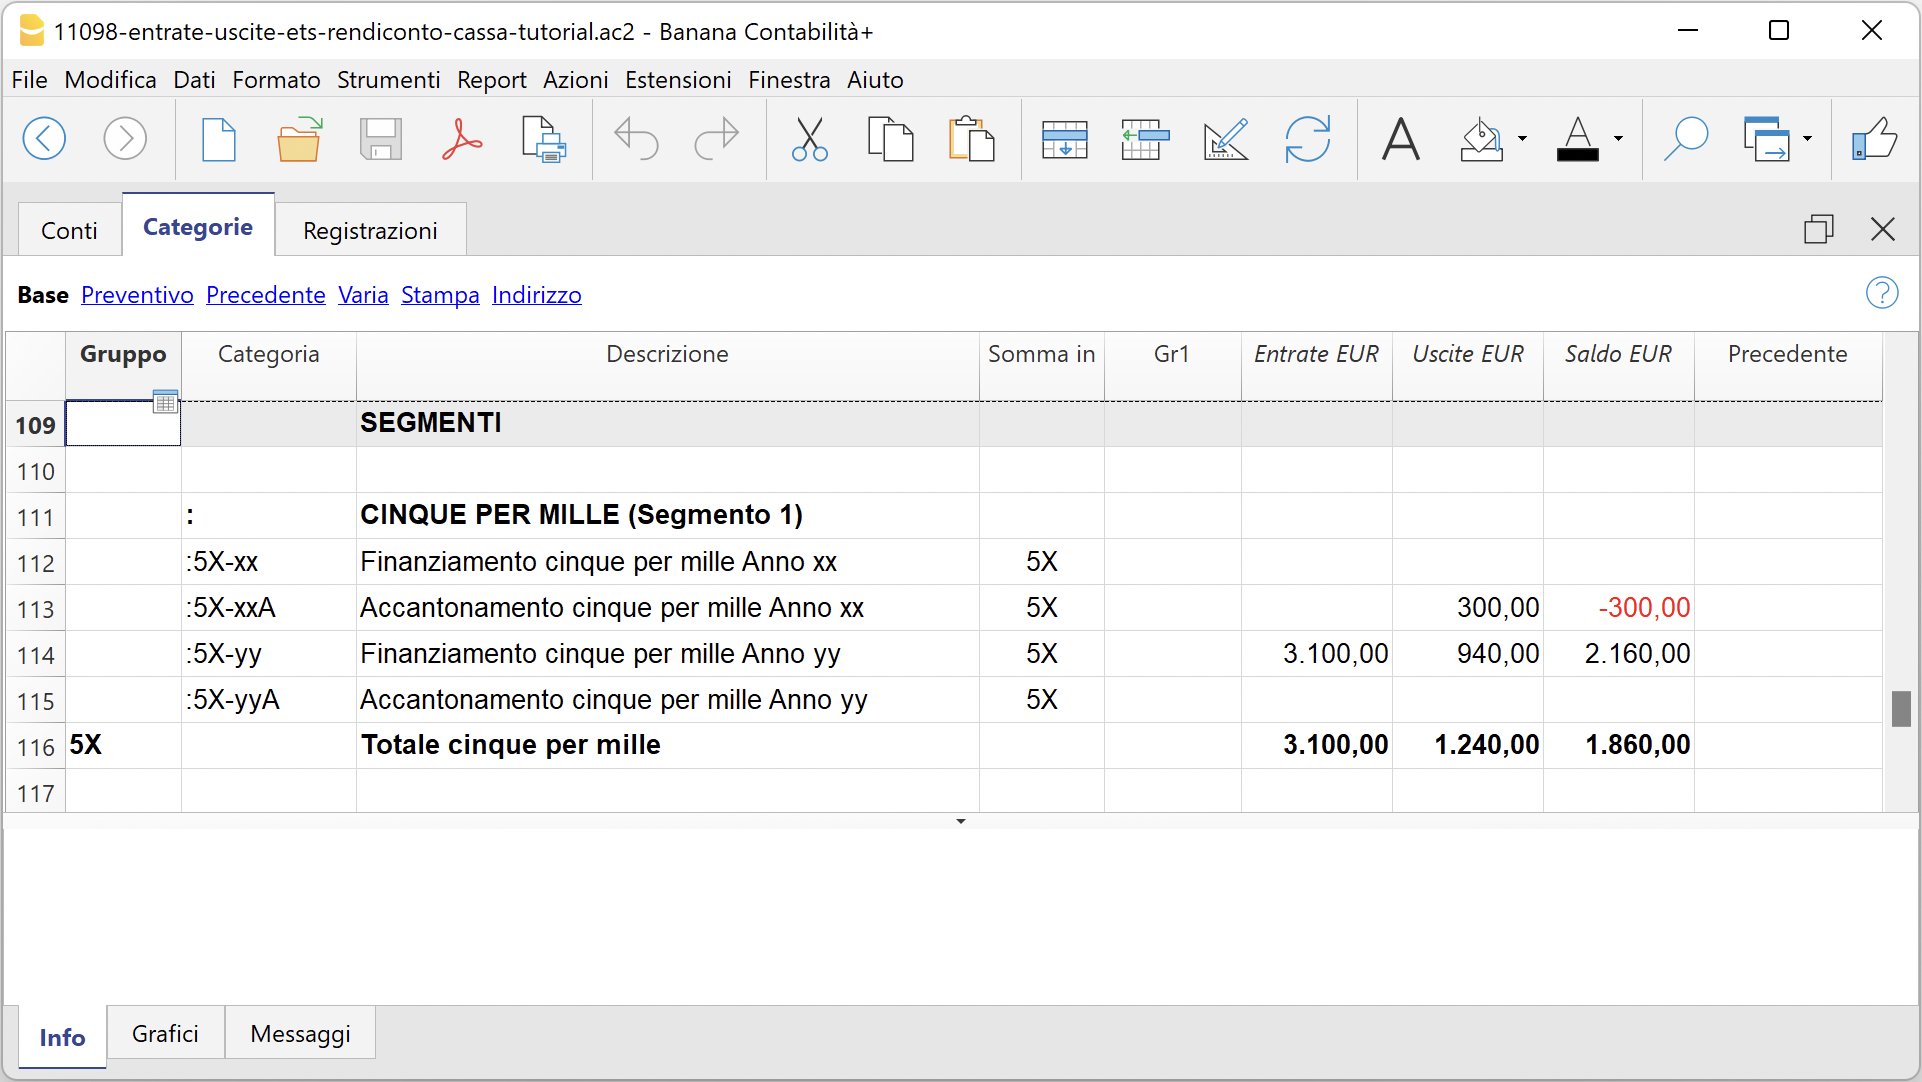 11098-entrate-uscite-ets-rendiconto-cassa-tutorial.ac2 - Banana Contabilità+
File Modifica Dati Formato Strumenti Report Azioni Estensioni Finestra Aiuto
Conti Categorie Registrazioni
Base Preventivo Precedente Varia Stampa Indirizzo ?
Gruppo Categoria Descrizione Somma in Gr1 Entrate EUR Uscite EUR Saldo EUR Precedente
109 SEGMENTI
110
111 : CINQUE PER MILLE (Segmento 1)
112 :5X-xx Finanziamento cinque per mille Anno xx 5X
113 :5X-xxA Accantonamento cinque per mille Anno xx 5X 300,00 -300,00
114 :5X-yy Finanziamento cinque per mille Anno yy 5X 3.100,00 940,00 2.160,00
115 :5X-yyA Accantonamento cinque per mille Anno yy 5X
116 5X Totale cinque per mille 3.100,00 1.240,00 1.860,00
117
Info Grafici Messaggi